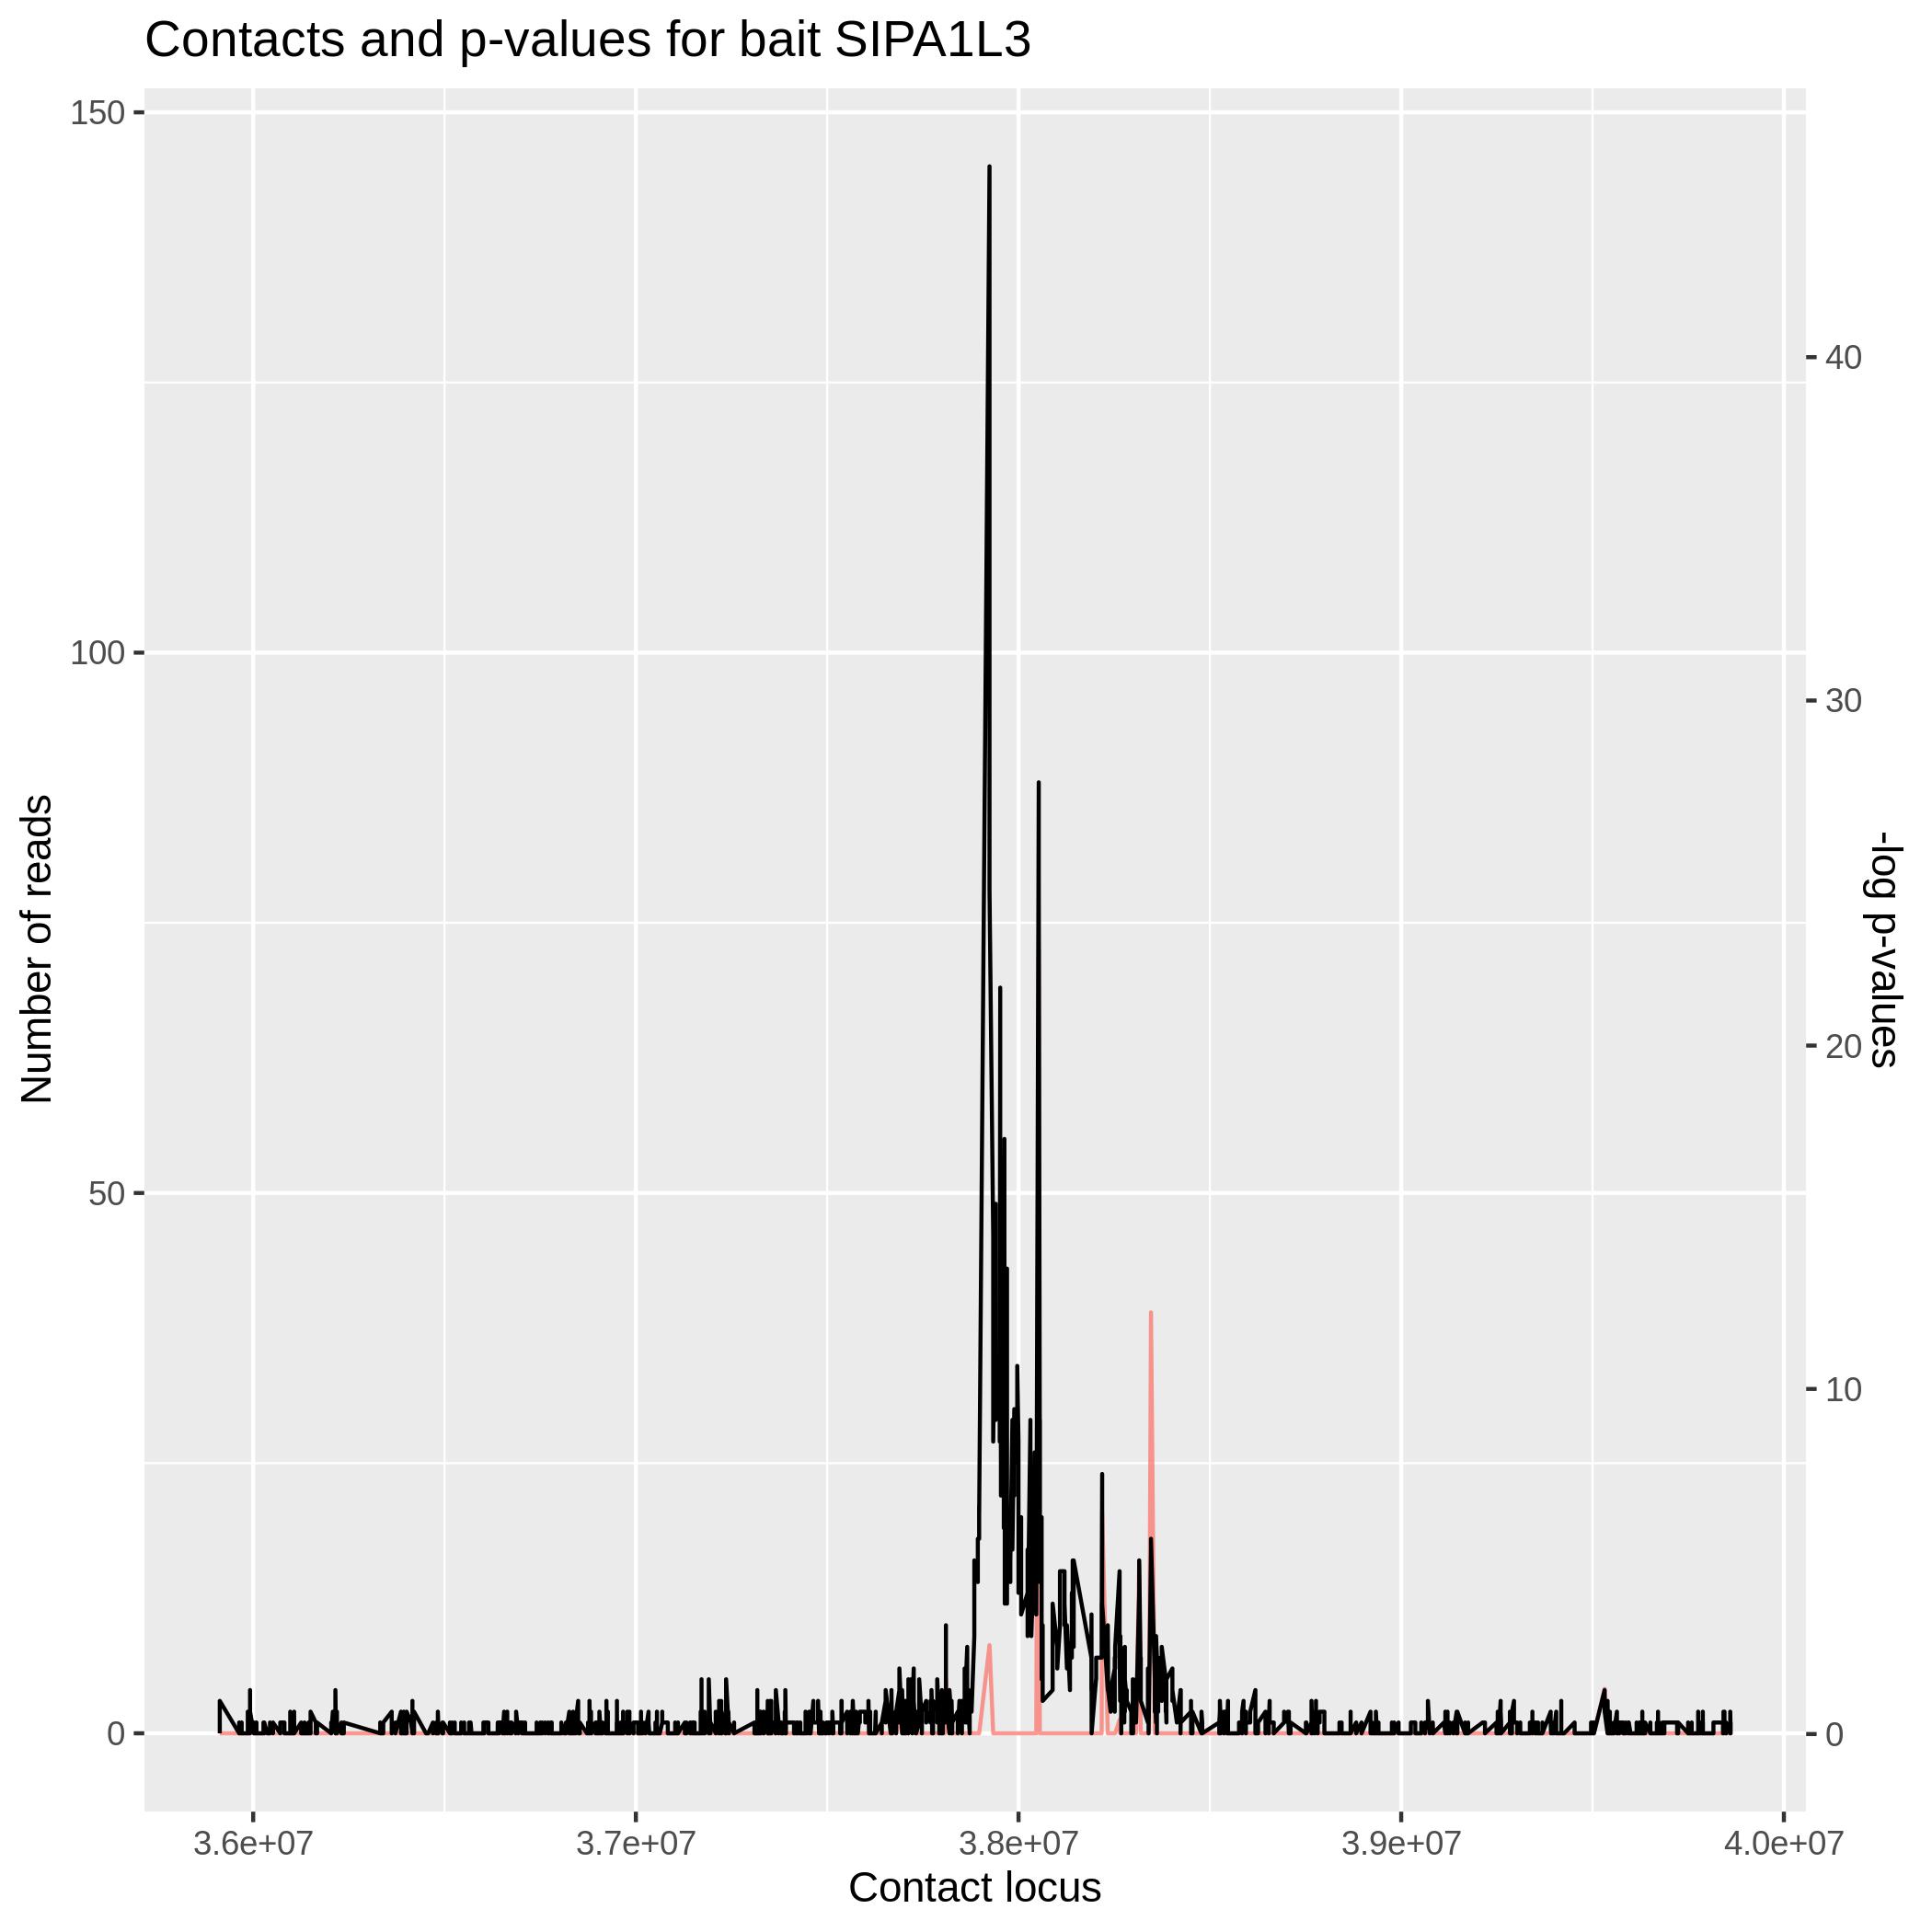 Contacts and p-values for bait SIPA1L3
150
100
50
0
Number of reads
40
30
20
10
0
-log p-values
3.6e+07
3.7e+07
3.8e+07
3.9e+07
4.0e+07
Contact locus